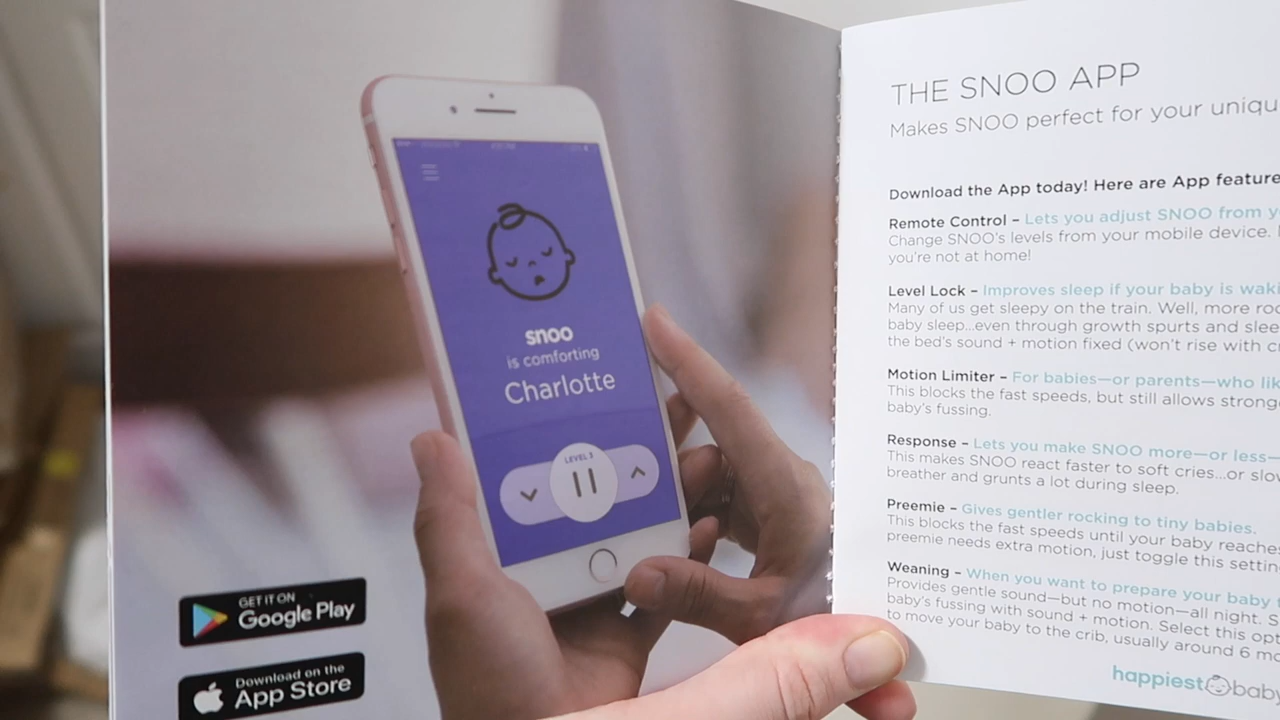 snoo
is comforting
Charlotte
LEVEL 3
GET IT ON
Google Play
Download on the
App Store
THE SNOO APP
Makes SNOO perfect for your uniqu
Download the App today! Here are App feature
Remote Control – Lets you adjust SNOO from y
Change SNOO's levels from your mobile device.
you're not at home!
Level Lock – Improves sleep if your baby is waki
Many of us get sleepy on the train. Well, more roc
baby sleep...even through growth spurts and slee
the bed's sound + motion fixed (won't rise with c
Motion Limiter – For babies—or parents—who lik
This blocks the fast speeds, but still allows stronge
baby's fussing.
Response – Lets you make SNOO more—or less—
This makes SNOO react faster to soft cries...or slo
breather and grunts a lot during sleep.
Preemie – Gives gentler rocking to tiny babies.
This blocks the fast speeds until your baby reache
preemie needs extra motion, just toggle this settin
Weaning – When you want to prepare your baby
Provides gentle sound—but no motion—all night. S
baby's fussing with sound + motion. Select this opt
to move your baby to the crib, usually around 6 mo
happiest baby